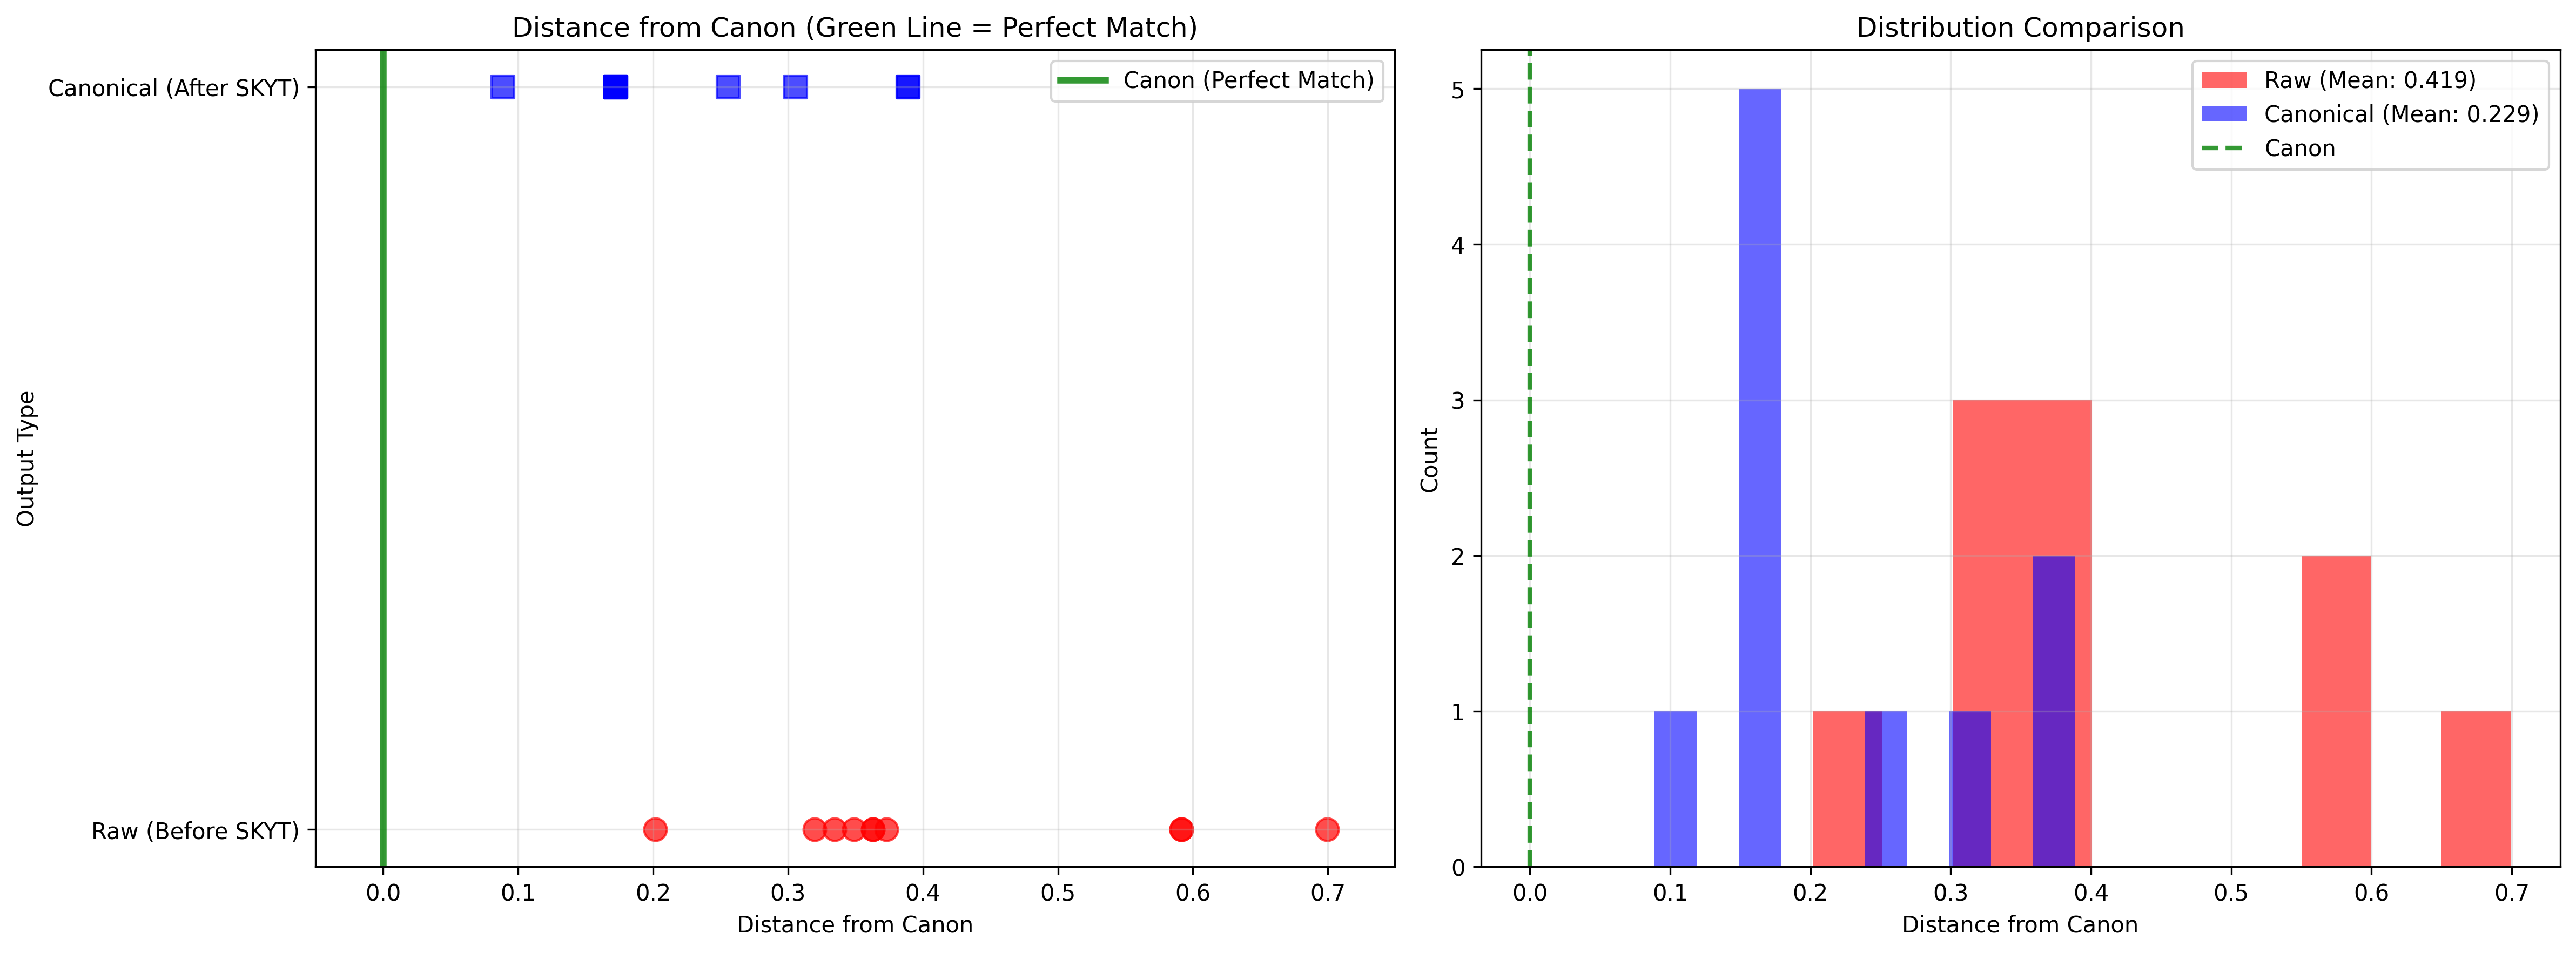 Distance from Canon (Green Line = Perfect Match)
Canonical (After SKYT)
Raw (Before SKYT)
Output Type
Canon (Perfect Match)
0.0 0.1 0.2 0.3 0.4 0.5 0.6 0.7
Distance from Canon
Distribution Comparison
Raw (Mean: 0.419)
Canonical (Mean: 0.229)
Canon
Count
5
4
3
2
1
0
0.0 0.1 0.2 0.3 0.4 0.5 0.6 0.7
Distance from Canon